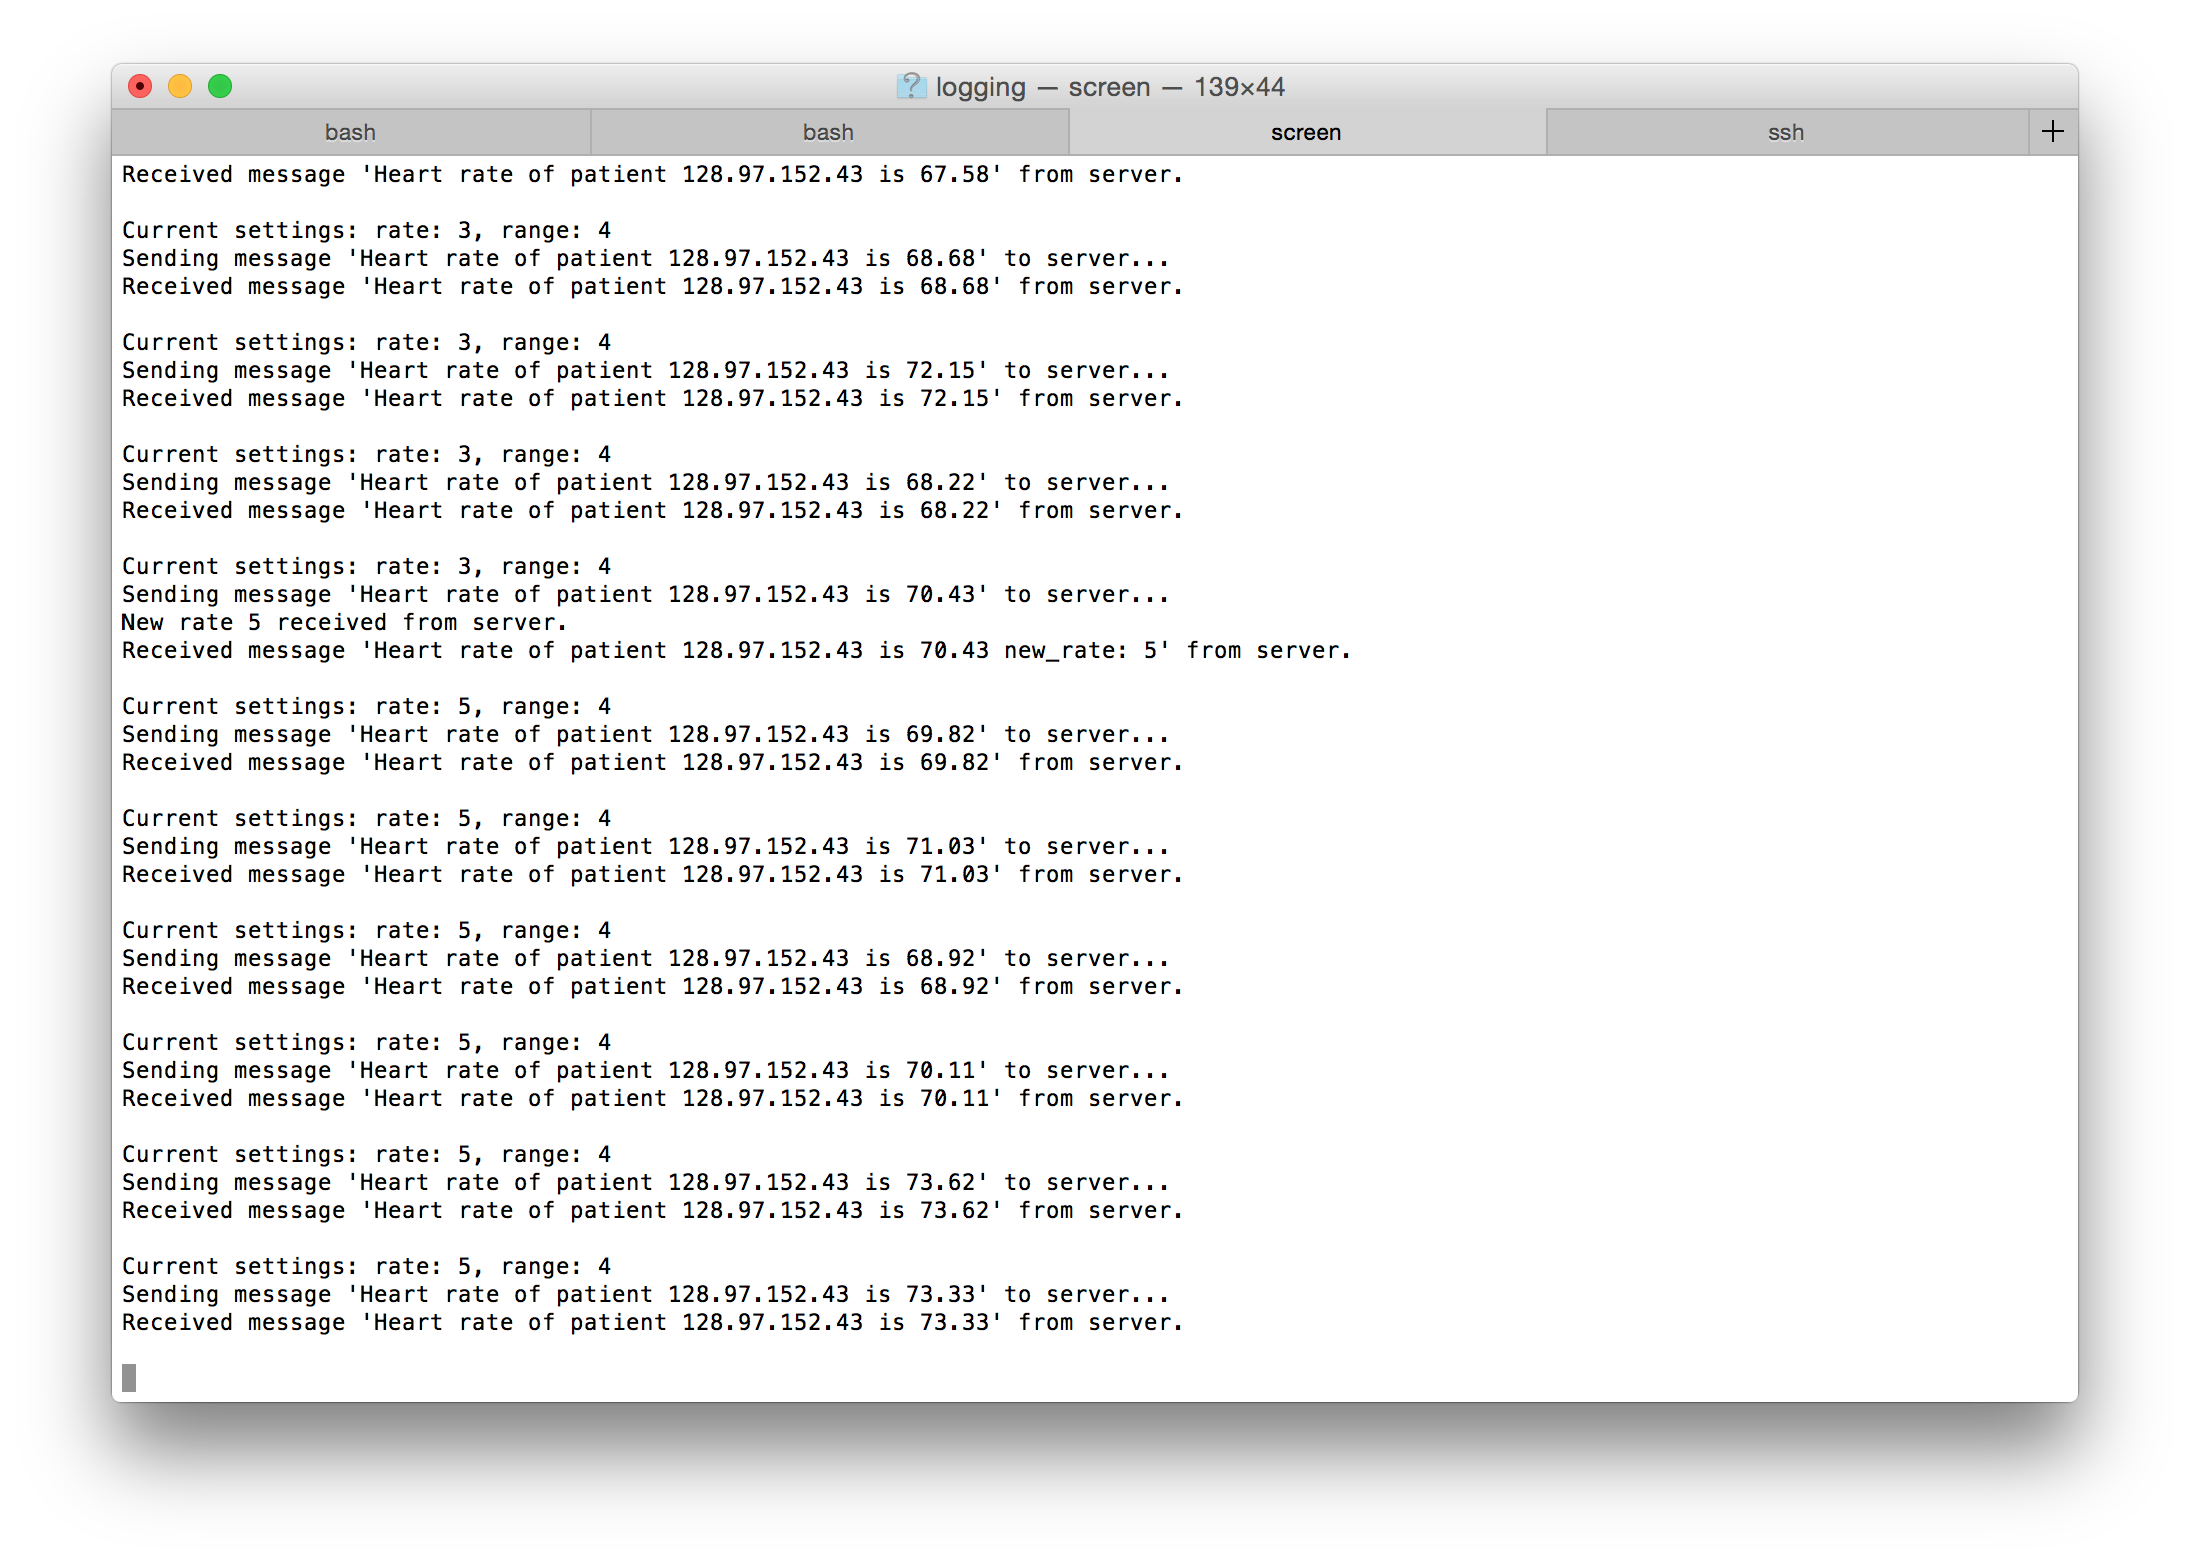 logging — screen — 139×44
bash bash screen ssh +
Received message 'Heart rate of patient 128.97.152.43 is 67.58' from server.
Current settings: rate: 3, range: 4
Sending message 'Heart rate of patient 128.97.152.43 is 68.68' to server...
Received message 'Heart rate of patient 128.97.152.43 is 68.68' from server.
Current settings: rate: 3, range: 4
Sending message 'Heart rate of patient 128.97.152.43 is 72.15' to server...
Received message 'Heart rate of patient 128.97.152.43 is 72.15' from server.
Current settings: rate: 3, range: 4
Sending message 'Heart rate of patient 128.97.152.43 is 68.22' to server...
Received message 'Heart rate of patient 128.97.152.43 is 68.22' from server.
Current settings: rate: 3, range: 4
Sending message 'Heart rate of patient 128.97.152.43 is 70.43' to server...
New rate 5 received from server.
Received message 'Heart rate of patient 128.97.152.43 is 70.43 new_rate: 5' from server.
Current settings: rate: 5, range: 4
Sending message 'Heart rate of patient 128.97.152.43 is 69.82' to server...
Received message 'Heart rate of patient 128.97.152.43 is 69.82' from server.
Current settings: rate: 5, range: 4
Sending message 'Heart rate of patient 128.97.152.43 is 71.03' to server...
Received message 'Heart rate of patient 128.97.152.43 is 71.03' from server.
Current settings: rate: 5, range: 4
Sending message 'Heart rate of patient 128.97.152.43 is 68.92' to server...
Received message 'Heart rate of patient 128.97.152.43 is 68.92' from server.
Current settings: rate: 5, range: 4
Sending message 'Heart rate of patient 128.97.152.43 is 70.11' to server...
Received message 'Heart rate of patient 128.97.152.43 is 70.11' from server.
Current settings: rate: 5, range: 4
Sending message 'Heart rate of patient 128.97.152.43 is 73.62' to server...
Received message 'Heart rate of patient 128.97.152.43 is 73.62' from server.
Current settings: rate: 5, range: 4
Sending message 'Heart rate of patient 128.97.152.43 is 73.33' to server...
Received message 'Heart rate of patient 128.97.152.43 is 73.33' from server.